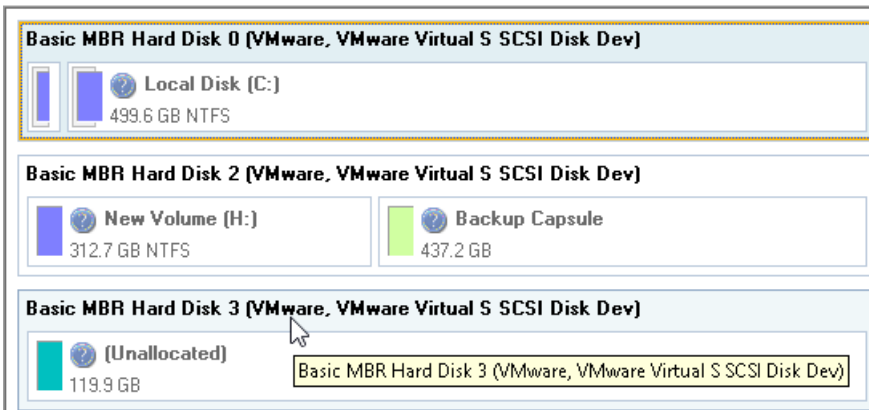 Basic MBR Hard Disk 0 (VMware, VMware Virtual S SCSI Disk Dev)
Local Disk (C:)
499.6 GB NTFS
Basic MBR Hard Disk 2 (VMware, VMware Virtual S SCSI Disk Dev)
New Volume (H:)
312.7 GB NTFS
Backup Capsule
437.2 GB
Basic MBR Hard Disk 3 (VMware, VMware Virtual S SCSI Disk Dev)
(Unallocated)
119.9 GB
Basic MBR Hard Disk 3 (VMware, VMware Virtual S SCSI Disk Dev)